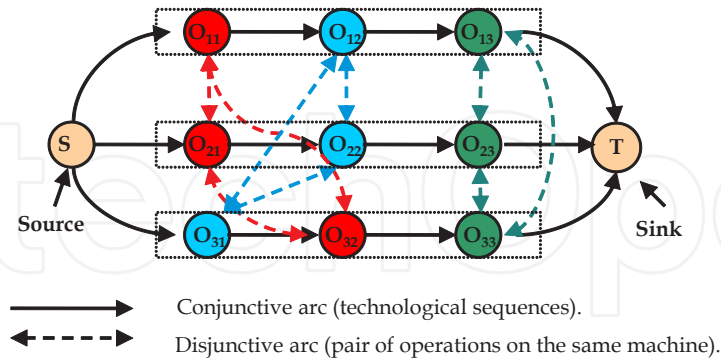 O11 O12 O13
S O21 O22 O23 T
Source Sink
O31 O32 O33
Conjunctive arc (technological sequences).
Disjunctive arc (pair of operations on the same machine).